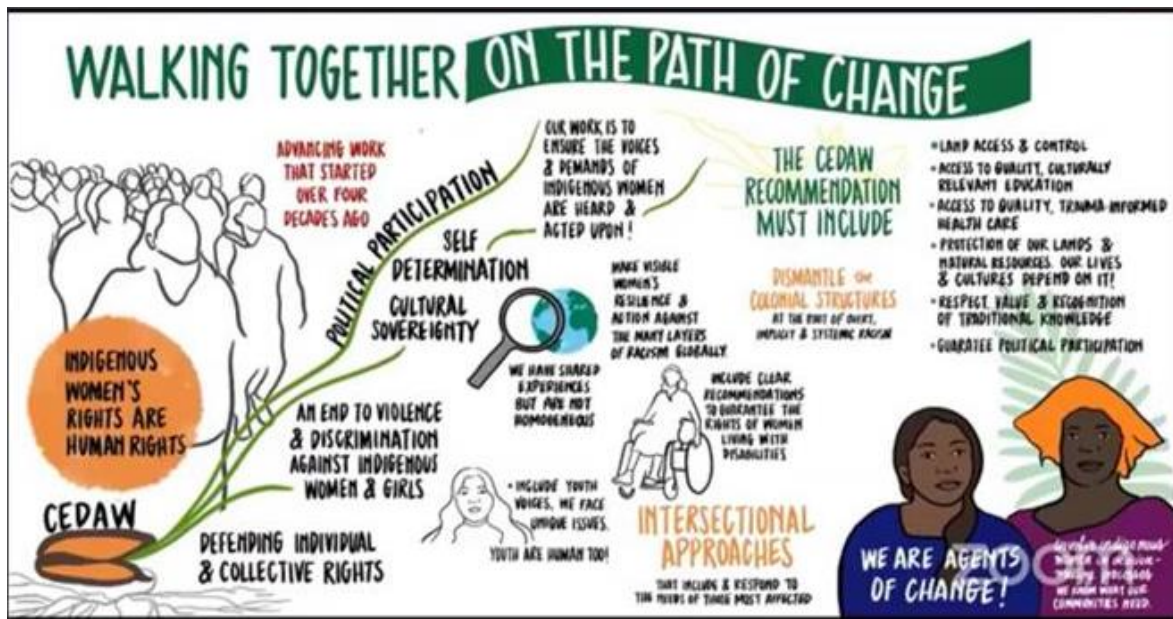 WALKING TOGETHER ON THE PATH OF CHANGE
ADVANCING WORK
THAT STARTED
OVER FOUR
DECADES AGO
POLITICAL PARTICIPATION
OUR WORK IS TO
ENSURE THE VOICES
& DEMANDS OF
INDIGENOUS WOMEN
ARE HEARD &
ACTED UPON!
SELF
DETERMINATION
CULTURAL
SOVEREIGNTY
MAKE VISIBLE
WOMEN'S
RESILIENCE &
ACTION AGAINST
THE MANY LAYERS
OF RACISM GLOBALLY
WE HAVE SHARED
EXPERIENCES
BUT ARE NOT
HOMOGENEOUS
THE CEDAW
RECOMMENDATION
MUST INCLUDE
• LAND ACCESS & CONTROL
• ACCESS TO QUALITY, CULTURALLY
RELEVANT EDUCATION
• ACCESS TO QUALITY, TRAUMA-INFORMED
HEALTH CARE
• PROTECTION OF OUR LANDS &
NATURAL RESOURCES. OUR LIVES
& CULTURES DEPEND ON IT!
• RESPECT, VALUE & RECOGNITION
OF TRADITIONAL KNOWLEDGE
• GUARATEE POLITICAL PARTICIPATION
DISMANTLE the
COLONIAL STRUCTURES
AT THE ROOT OF OVERT,
IMPLICIT & SYSTEMIC RACISM
INDIGENOUS
WOMEN'S
RIGHTS ARE
HUMAN RIGHTS
CEDAW
AN END TO VIOLENCE
& DISCRIMINATION
AGAINST INDIGENOUS
WOMEN & GIRLS
DEFENDING INDIVIDUAL
& COLLECTIVE RIGHTS
INCLUDE CLEAR
RECOMMENDATIONS
TO GUARANTEE THE
RIGHTS OF WOMEN
LIVING WITH
DISABILITIES
• INCLUDE YOUTH
VOICES. WE FACE
UNIQUE ISSUES.
YOUTH ARE HUMAN TOO!
INTERSECTIONAL
APPROACHES
THAT INCLUDE & RESPOND TO
THE NEEDS OF THOSE MOST AFFECTED
WE ARE AGENTS
OF CHANGE!
involve indigenous
women in decision-
making processes
WE KNOW WHAT OUR
COMMUNITIES NEED.
zoom